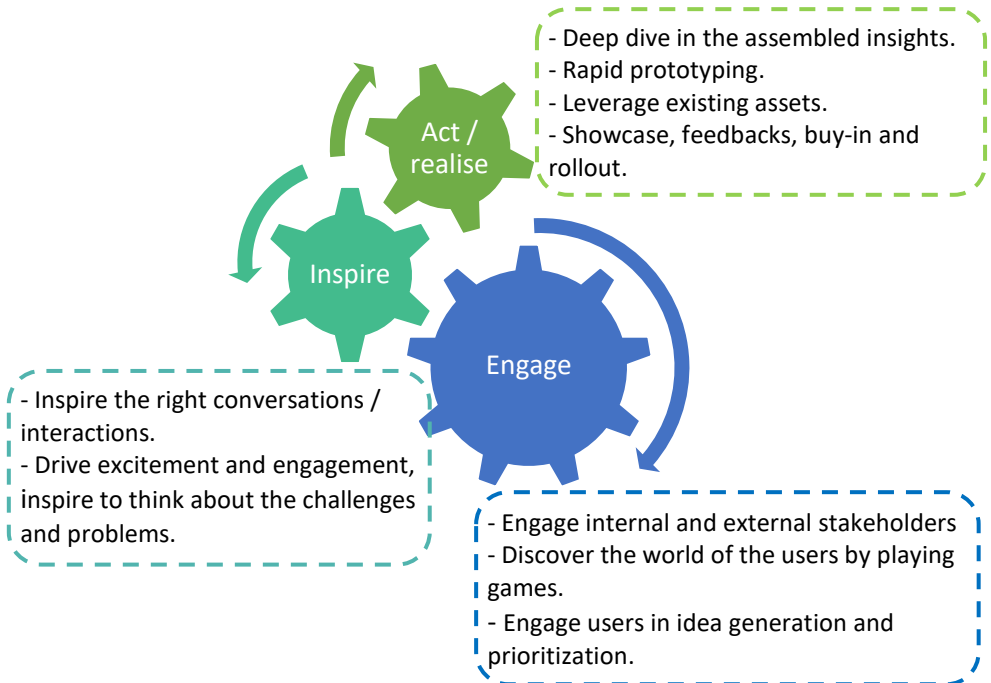 - Deep dive in the assembled insights.
- Rapid prototyping.
- Leverage existing assets.
- Showcase, feedbacks, buy-in and
rollout.
Act /
realise
Inspire
Engage
- Inspire the right conversations /
interactions.
- Drive excitement and engagement,
inspire to think about the challenges
and problems.
- Engage internal and external stakeholders
- Discover the world of the users by playing
games.
- Engage users in idea generation and
prioritization.